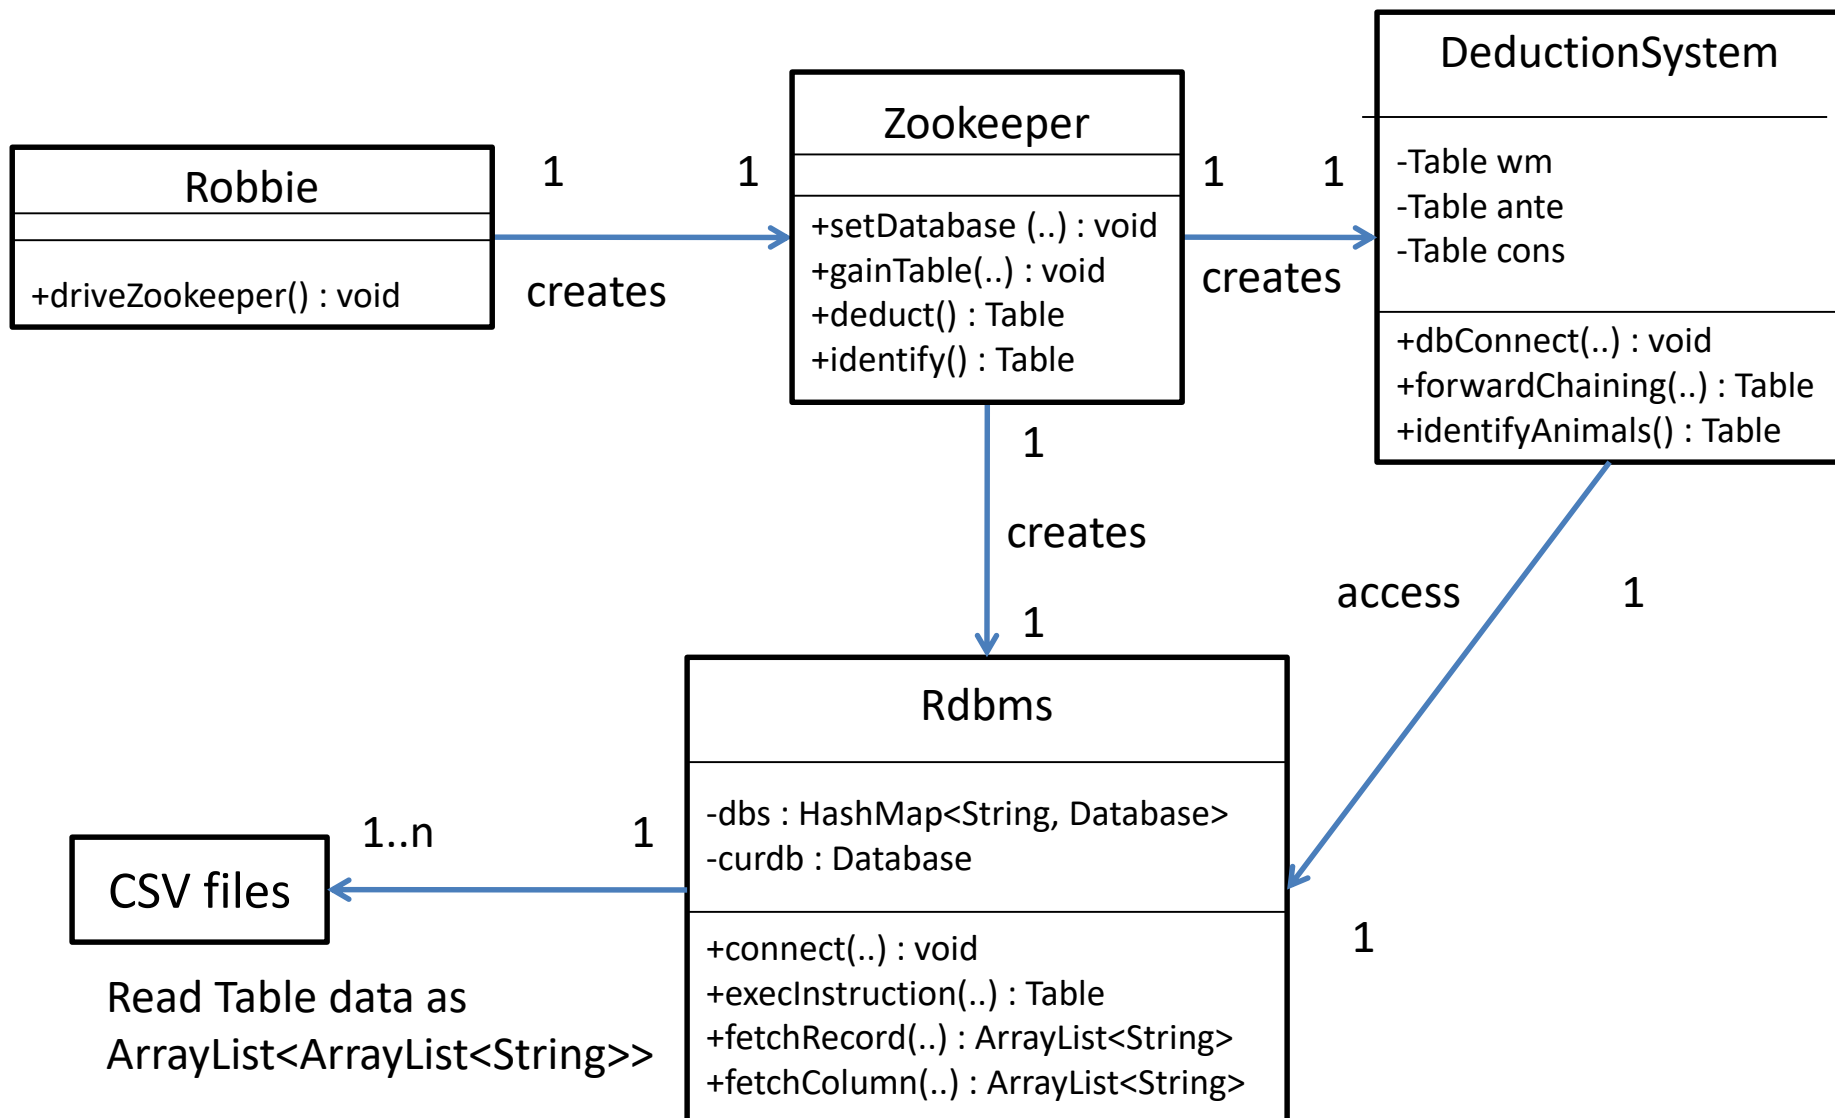 Robbie
+driveZookeeper() : void
1
1
creates
Zookeeper
+setDatabase (..) : void
+gainTable(..) : void
+deduct() : Table
+identify() : Table
1
1
creates
DeductionSystem
-Table wm
-Table ante
-Table cons
+dbConnect(..) : void
+forwardChaining(..) : Table
+identifyAnimals() : Table
1
creates
1
access
1
1
Rdbms
-dbs : HashMap<String, Database>
-curdb : Database
+connect(..) : void
+execInstruction(..) : Table
+fetchRecord(..) : ArrayList<String>
+fetchColumn(..) : ArrayList<String>
1..n
1
CSV files
Read Table data as
ArrayList<ArrayList<String>>